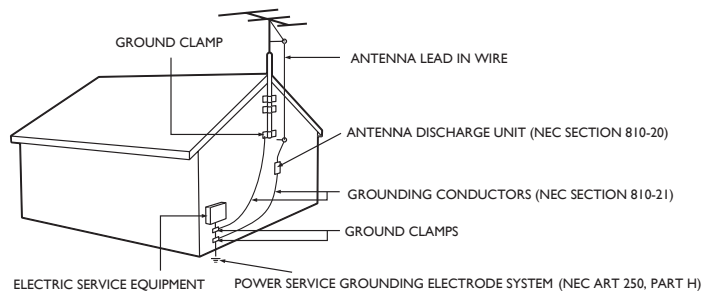 GROUND CLAMP
ANTENNA LEAD IN WIRE
ANTENNA DISCHARGE UNIT (NEC SECTION 810-20)
GROUNDING CONDUCTORS (NEC SECTION 810-21)
GROUND CLAMPS
ELECTRIC SERVICE EQUIPMENT
POWER SERVICE GROUNDING ELECTRODE SYSTEM (NEC ART 250, PART H)